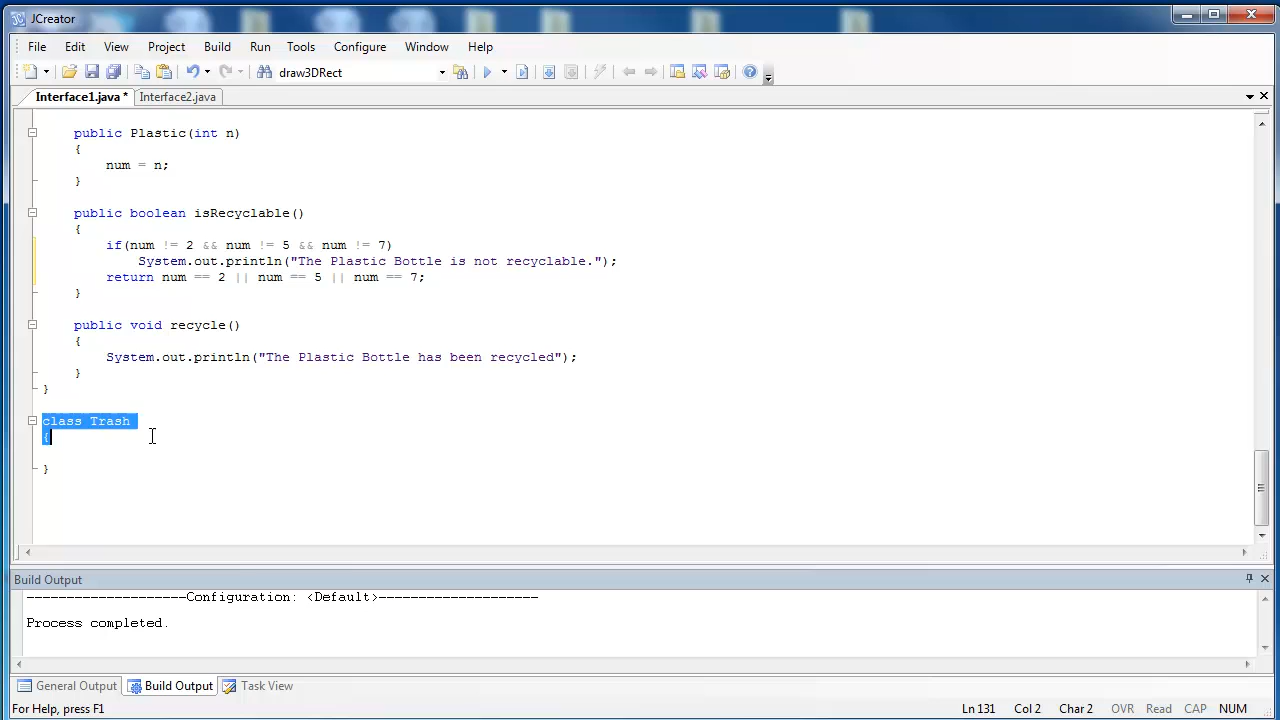 JCreator
File Edit View Project Build Run Tools Configure Window Help
draw3DRect
Interface1.java * Interface2.java
public Plastic(int n)
{
num = n;
}
public boolean isRecyclable()
{
if(num != 2 && num != 5 && num != 7)
System.out.println("The Plastic Bottle is not recyclable.");
return num == 2 || num == 5 || num == 7;
}
public void recycle()
{
System.out.println("The Plastic Bottle has been recycled");
}
}
class Trash
{
}
Build Output
--------------------Configuration: <Default>--------------------
Process completed.
General Output Build Output Task View
For Help, press F1 Ln 131 Col 2 Char 2 OVR Read CAP NUM